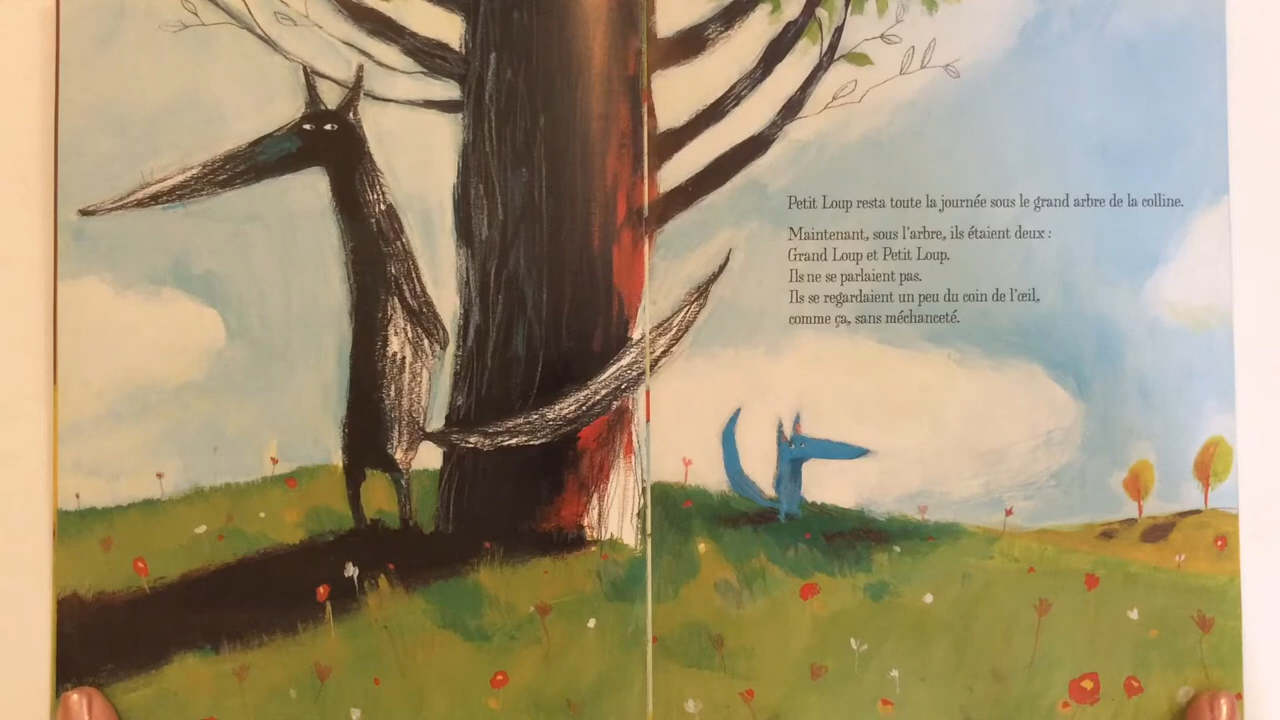 Petit Loup resta toute la journée sous le grand arbre de la colline.
Maintenant, sous l'arbre, ils étaient deux :
Grand Loup et Petit Loup.
Ils ne se parlaient pas.
Ils se regardaient un peu du coin de l'œil,
comme ça, sans méchanceté.